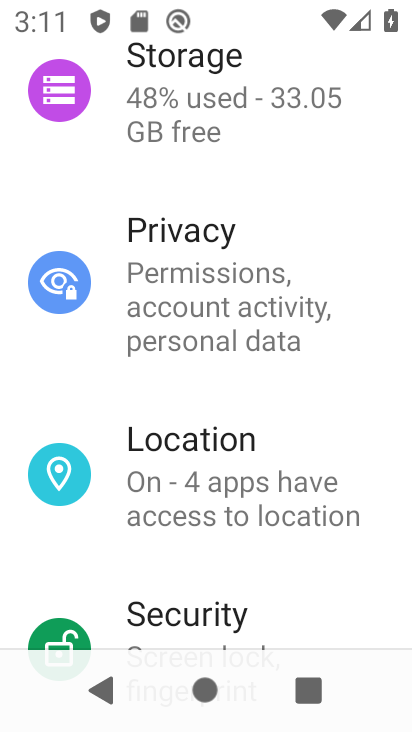 3:11
Storage
48% used - 33.05
GB free
Privacy
Permissions,
account activity,
personal data
Location
On - 4 apps have
access to location
Security
Screen lock,
fingerprint